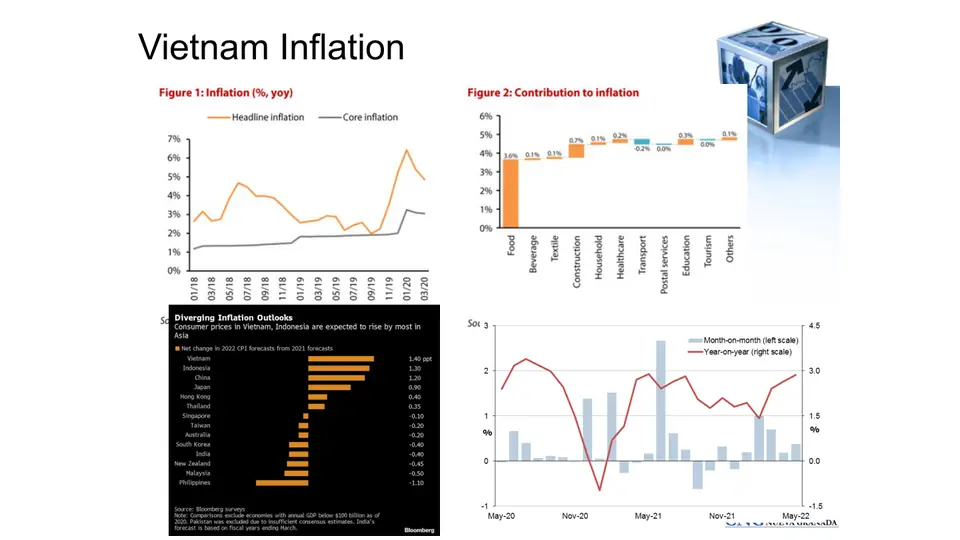 Vietnam Inflation
%
Figure 1: Inflation (%, yoy)
Headline inflation
Core inflation
7%
6%
5%
4%
3%
2%
1%
0%
01/18
03/18
05/18
07/18
09/18
11/18
01/19
03/19
05/19
07/19
09/19
11/19
01/20
03/20
Figure 2: Contribution to inflation
6%
5%
4%
3%
2%
1%
0%
3.6%
0.1%
0.1%
0.7%
0.1%
0.2%
-0.2%
0.0%
0.3%
0.0%
0.1%
Food
Beverage
Textile
Construction
Household
Healthcare
Transport
Postal services
Education
Tourism
Others
Diverging Inflation Outlooks
Consumer prices in Vietnam, Indonesia are expected to rise by most in
Asia
Net change in 2022 CPI forecasts from 2021 forecasts
Vietnam 1.40 ppt
Indonesia 1.30
China 1.20
Japan 0.90
Hong Kong 0.40
Thailand 0.35
Singapore -0.10
Taiwan -0.20
Australia -0.20
South Korea -0.40
India -0.40
New Zealand -0.45
Malaysia -0.50
Philippines -1.10
Source: Bloomberg surveys
Note: Comparisons exclude economies with annual GDP below $100 billion as of
2020. Pakistan was excluded due to insufficient consensus estimates. India's
forecast is based on fiscal years ending March.
Bloomberg
Month-on-month (left scale)
Year-on-year (right scale)
3
2
1
0
-1
%
4.5
3.0
1.5
0.0
-1.5
%
May-20
Nov-20
May-21
Nov-21
May-22
NUEVA GRANADA